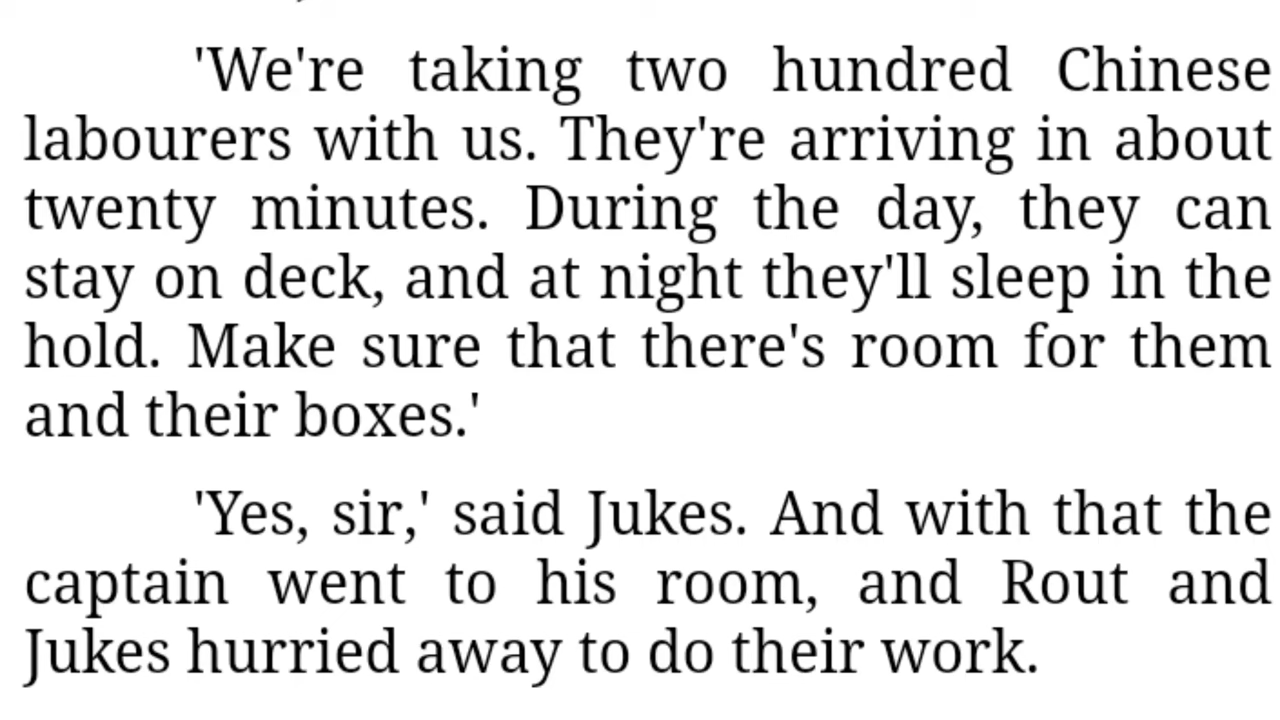 'We're taking two hundred Chinese
labourers with us. They're arriving in about
twenty minutes. During the day, they can
stay on deck, and at night they'll sleep in the
hold. Make sure that there's room for them
and their boxes.'
'Yes, sir,' said Jukes. And with that the
captain went to his room, and Rout and
Jukes hurried away to do their work.